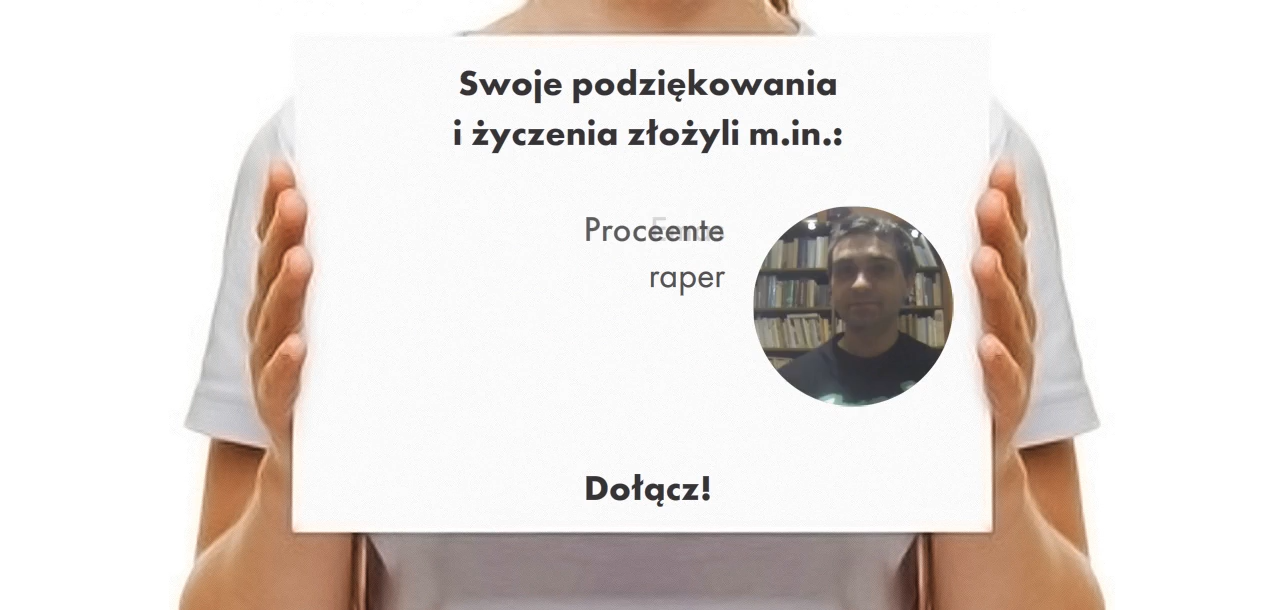 Swoje podziękowania
i życzenia złożyli m.in.:
Proceente
raper
Dołącz!